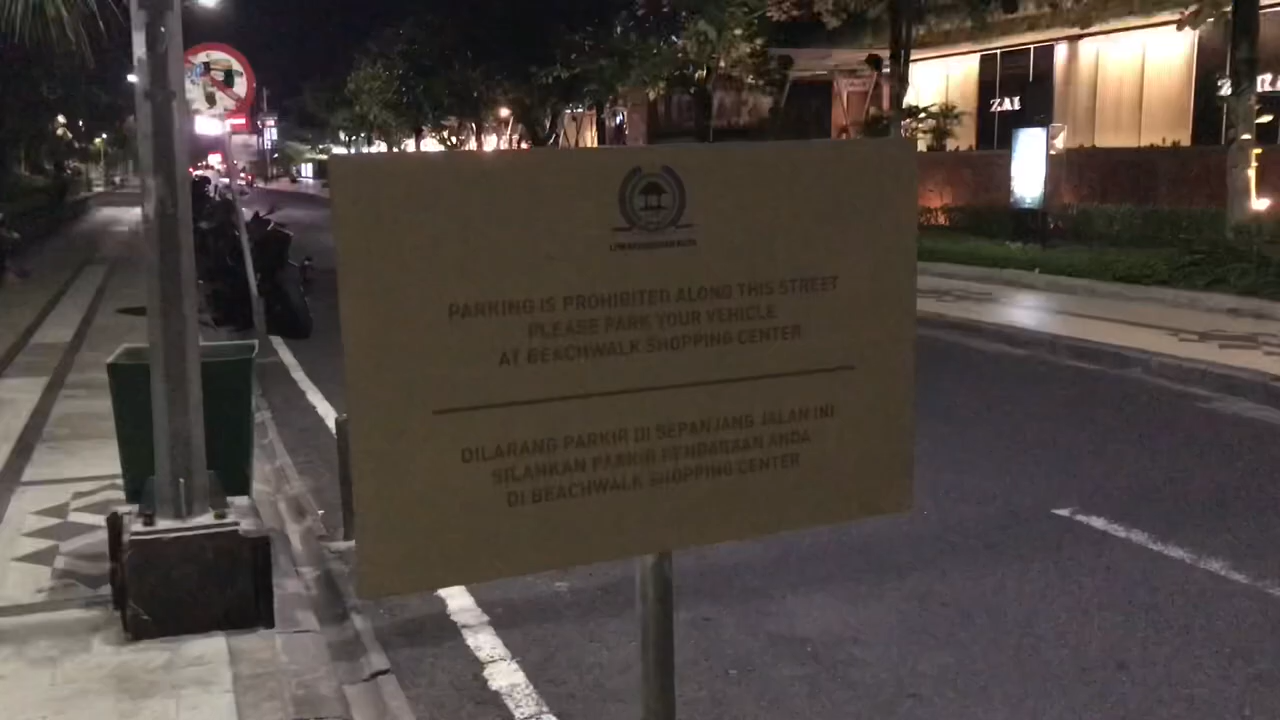 PARKING IS PROHIBITED ALONG THIS STREET
PLEASE PARK YOUR VEHICLE
AT BEACHWALK SHOPPING CENTER
DILARANG PARKIR DI SEPANJANG JALAN INI
SILAHKAN PARKIR KENDARAAN ANDA
DI BEACHWALK SHOPPING CENTER